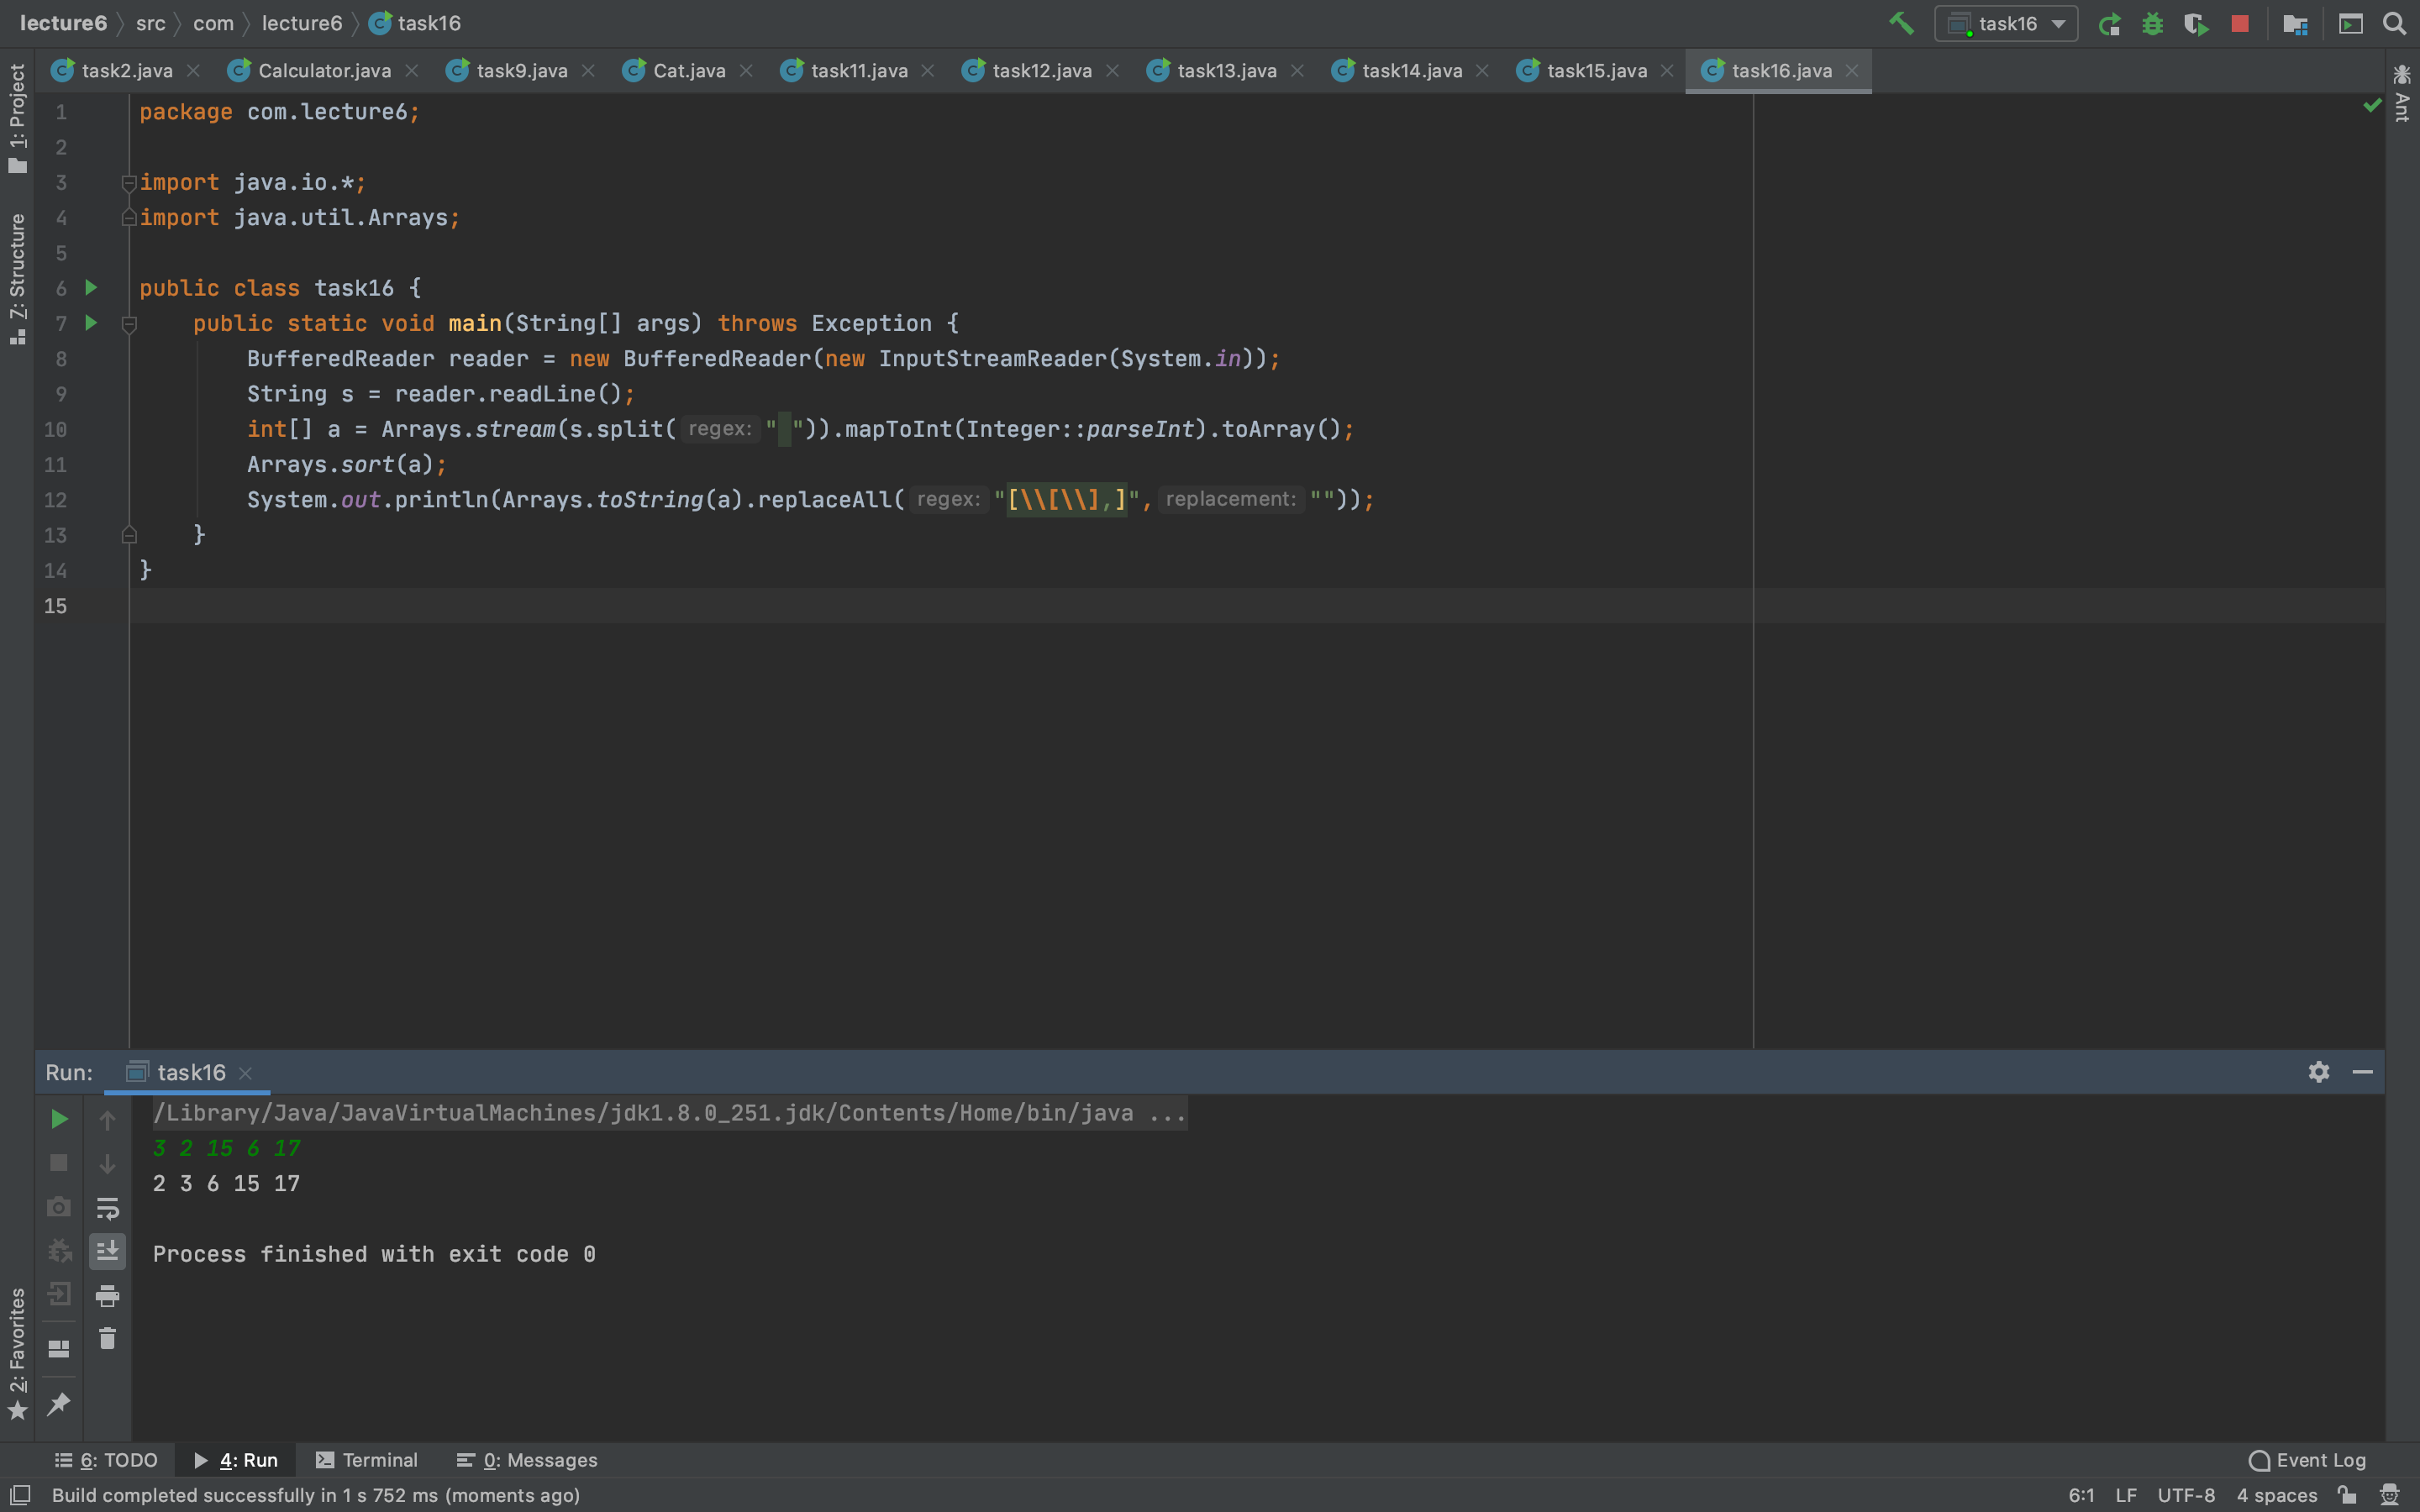 lecture6 src com lecture6 task16 task16
task2.java Calculator.java task9.java Cat.java task11.java task12.java task13.java task14.java task15.java task16.java
1: Project
7: Structure
2: Favorites
Ant
1 package com.lecture6;
2
3 import java.io.*;
4 import java.util.Arrays;
5
6 public class task16 {
7     public static void main(String[] args) throws Exception {
8         BufferedReader reader = new BufferedReader(new InputStreamReader(System.in));
9         String s = reader.readLine();
10         int[] a = Arrays.stream(s.split( regex: " ")).mapToInt(Integer::parseInt).toArray();
11         Arrays.sort(a);
12         System.out.println(Arrays.toString(a).replaceAll( regex: "[\\[\\],]", replacement: ""));
13     }
14 }
15
Run: task16
/Library/Java/JavaVirtualMachines/jdk1.8.0_251.jdk/Contents/Home/bin/java ...
3 2 15 6 17
2 3 6 15 17
Process finished with exit code 0
6: TODO 4: Run Terminal 0: Messages Event Log
Build completed successfully in 1 s 752 ms (moments ago) 6:1 LF UTF-8 4 spaces